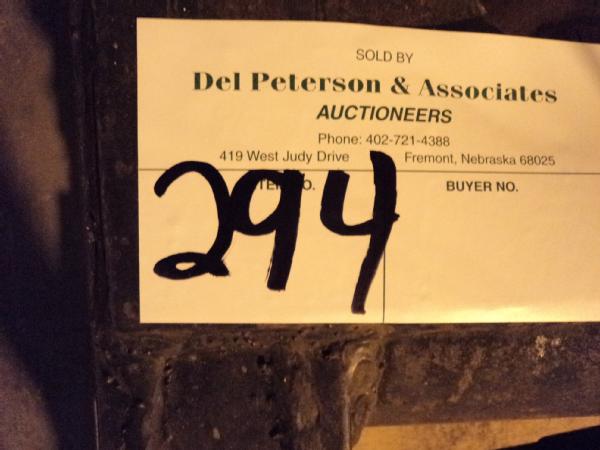 SOLD BY
Del Peterson & Associates
AUCTIONEERS
Phone: 402-721-4388
419 West Judy Drive Fremont, Nebraska 68025
BUYER NO.
294